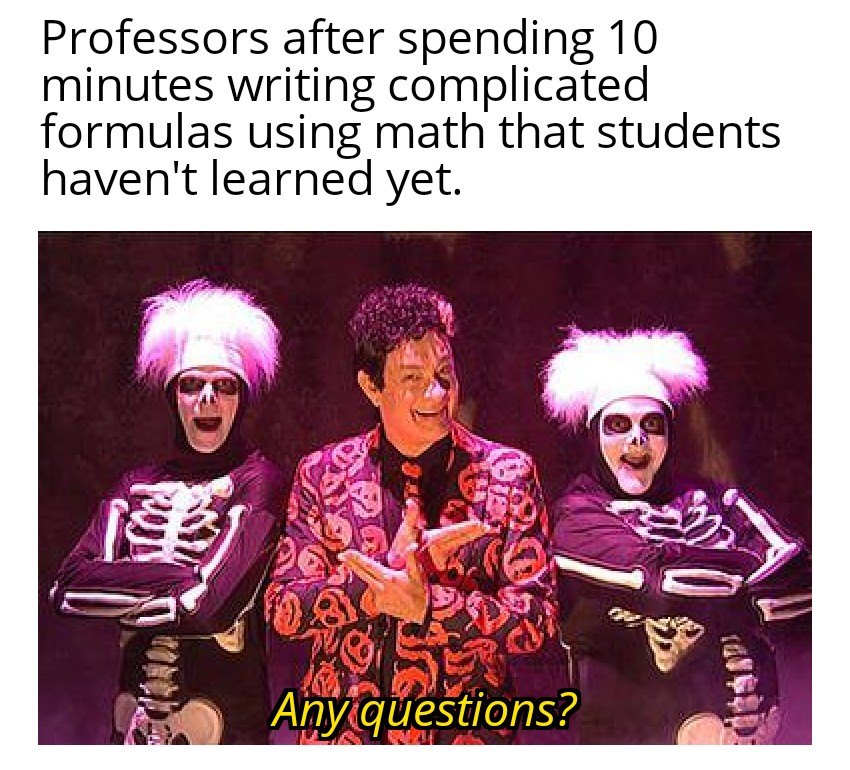 Professors after spending 10
minutes writing complicated
formulas using math that students
haven't learned yet.
Any questions?